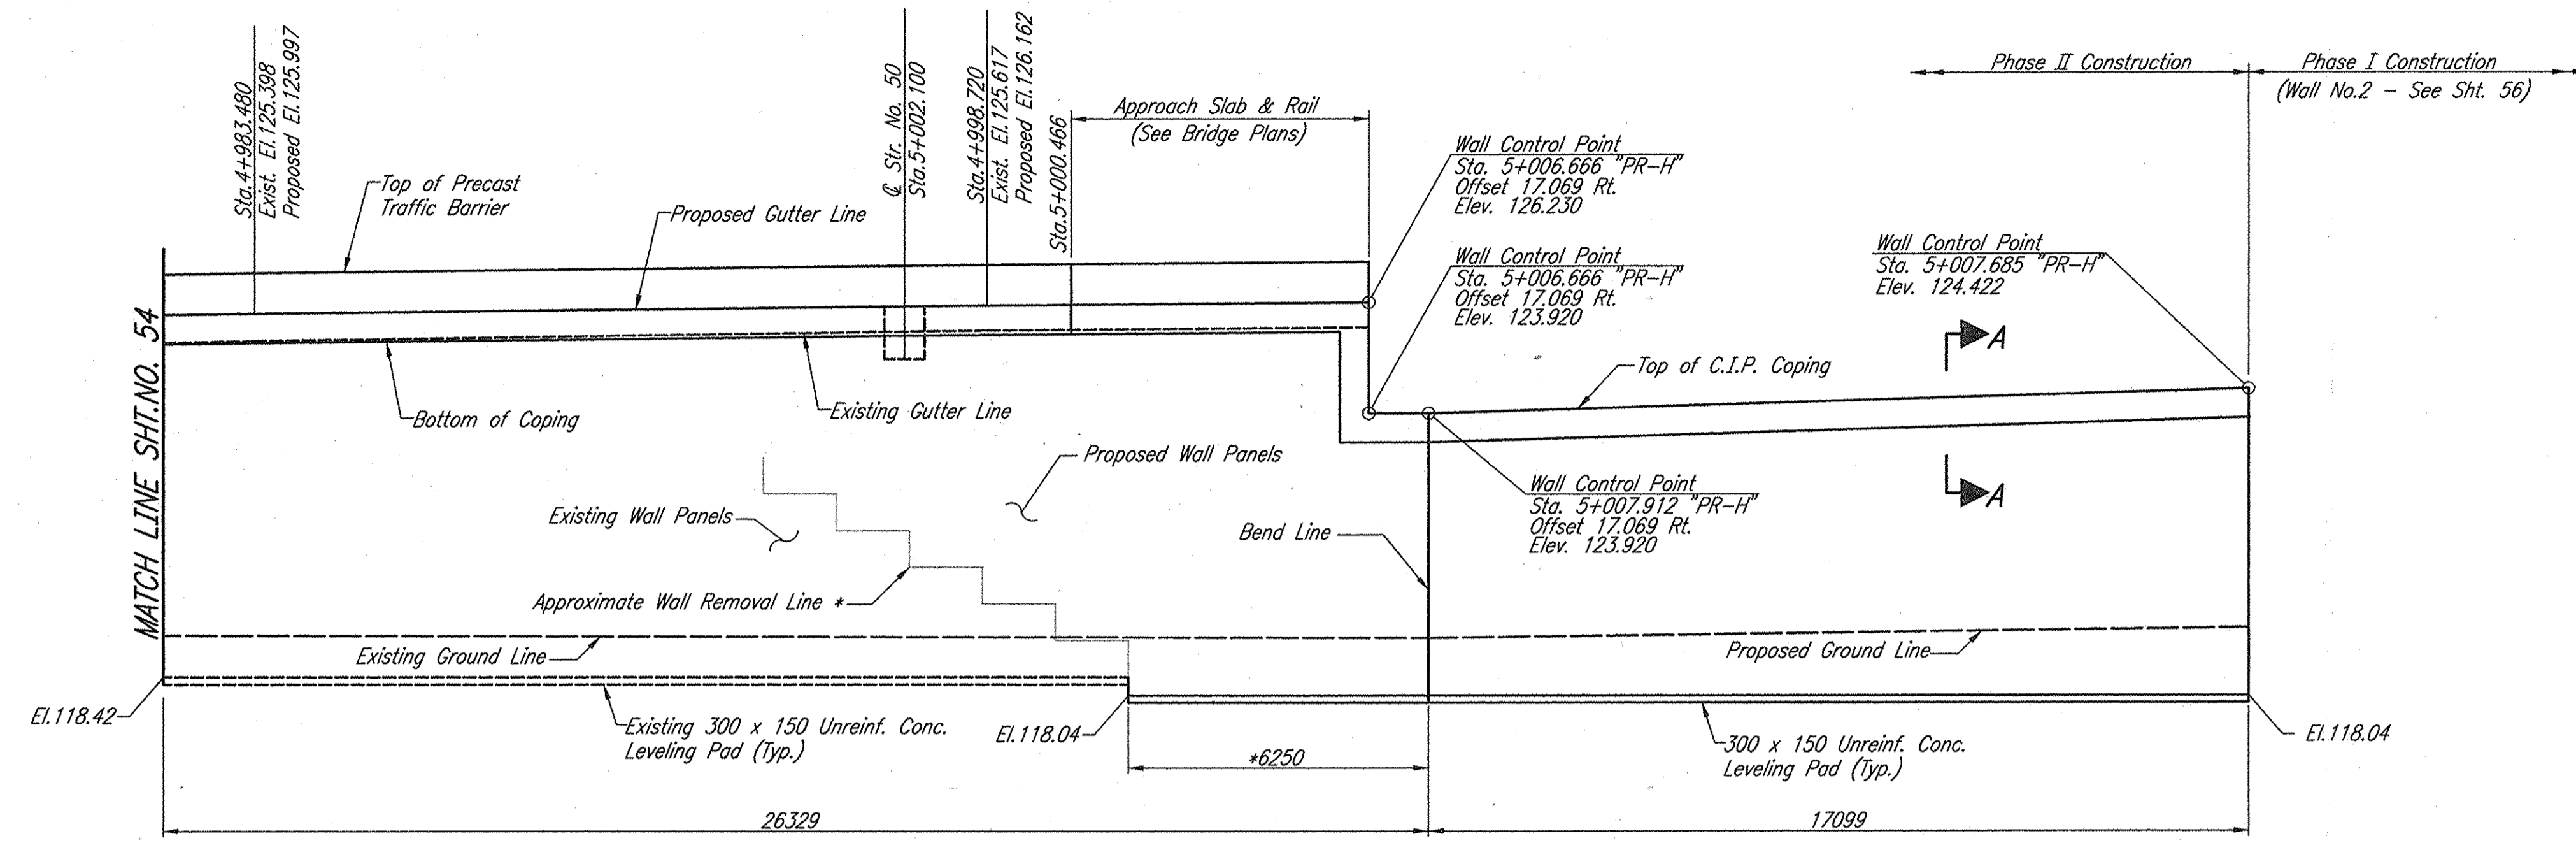 Sta.4+983.480
Exist. El.125.398
Proposed El.125.997
℄ Str. No. 50
Sta.5+002.100
Sta.4+998.720
Exist. El.125.617
Proposed El.126.162
Sta.5+000.466
Approach Slab & Rail
(See Bridge Plans)
Phase II Construction
Phase I Construction
(Wall No.2 - See Sht. 56)
Wall Control Point
Sta. 5+006.666 "PR-H"
Offset 17.069 Rt.
Elev. 126.230
Top of Precast
Traffic Barrier
Proposed Gutter Line
Wall Control Point
Sta. 5+006.666 "PR-H"
Offset 17.069 Rt.
Elev. 123.920
Wall Control Point
Sta. 5+007.685 "PR-H"
Elev. 124.422
MATCH LINE SHT.NO. 54
A
Top of C.I.P. Coping
Bottom of Coping
Existing Gutter Line
Proposed Wall Panels
Wall Control Point
Sta. 5+007.912 "PR-H"
Offset 17.069 Rt.
Elev. 123.920
A
Existing Wall Panels
Bend Line
Approximate Wall Removal Line *
Existing Ground Line
Proposed Ground Line
El.118.42
Existing 300 x 150 Unreinf. Conc.
Leveling Pad (Typ.)
El.118.04
300 x 150 Unreinf. Conc.
Leveling Pad (Typ.)
El.118.04
*6250
26329
17099